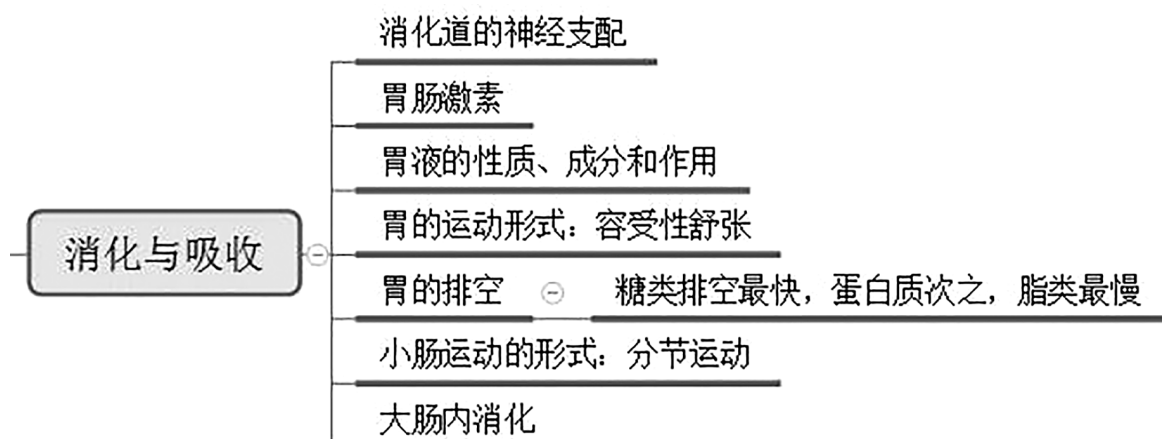 消化道的神经支配
胃肠激素
胃液的性质、成分和作用
胃的运动形式：容受性舒张
消化与吸收
胃的排空
糖类排空最快，蛋白质次之，脂类最慢
小肠运动的形式：分节运动
大肠内消化